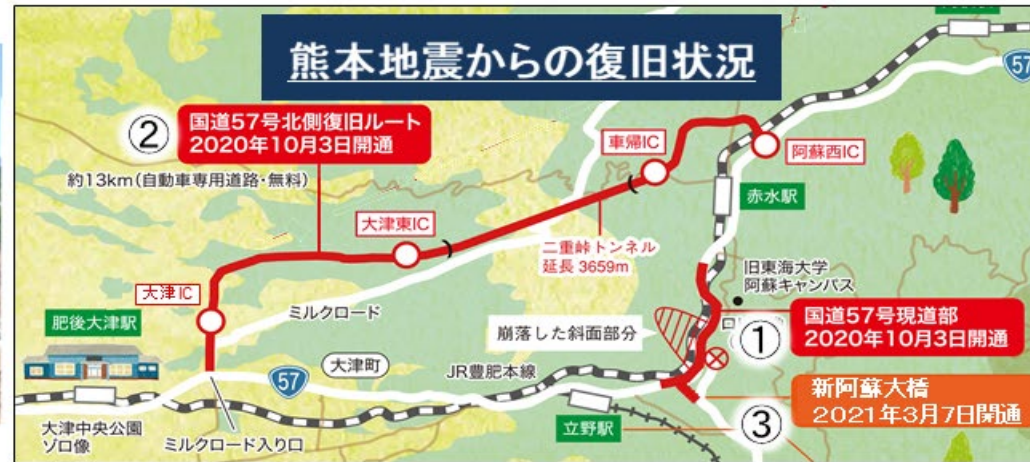 熊本地震からの復旧状況
57
②
国道57号北側復旧ルート
2020年10月3日開通
約13km(自動車専用道路・無料)
車帰IC
阿蘇西IC
赤水駅
大津東IC
二重峠トンネル
延長 3659m
旧東海大学
阿蘇キャンパス
大津IC
ミルクロード
肥後大津駅
崩落した斜面部分
①
国道57号現道部
2020年10月3日開通
大津町
JR豊肥本線
57
新阿蘇大橋
2021年3月7日開通
大津中央公園
ゾロ像
ミルクロード入り口
立野駅
③